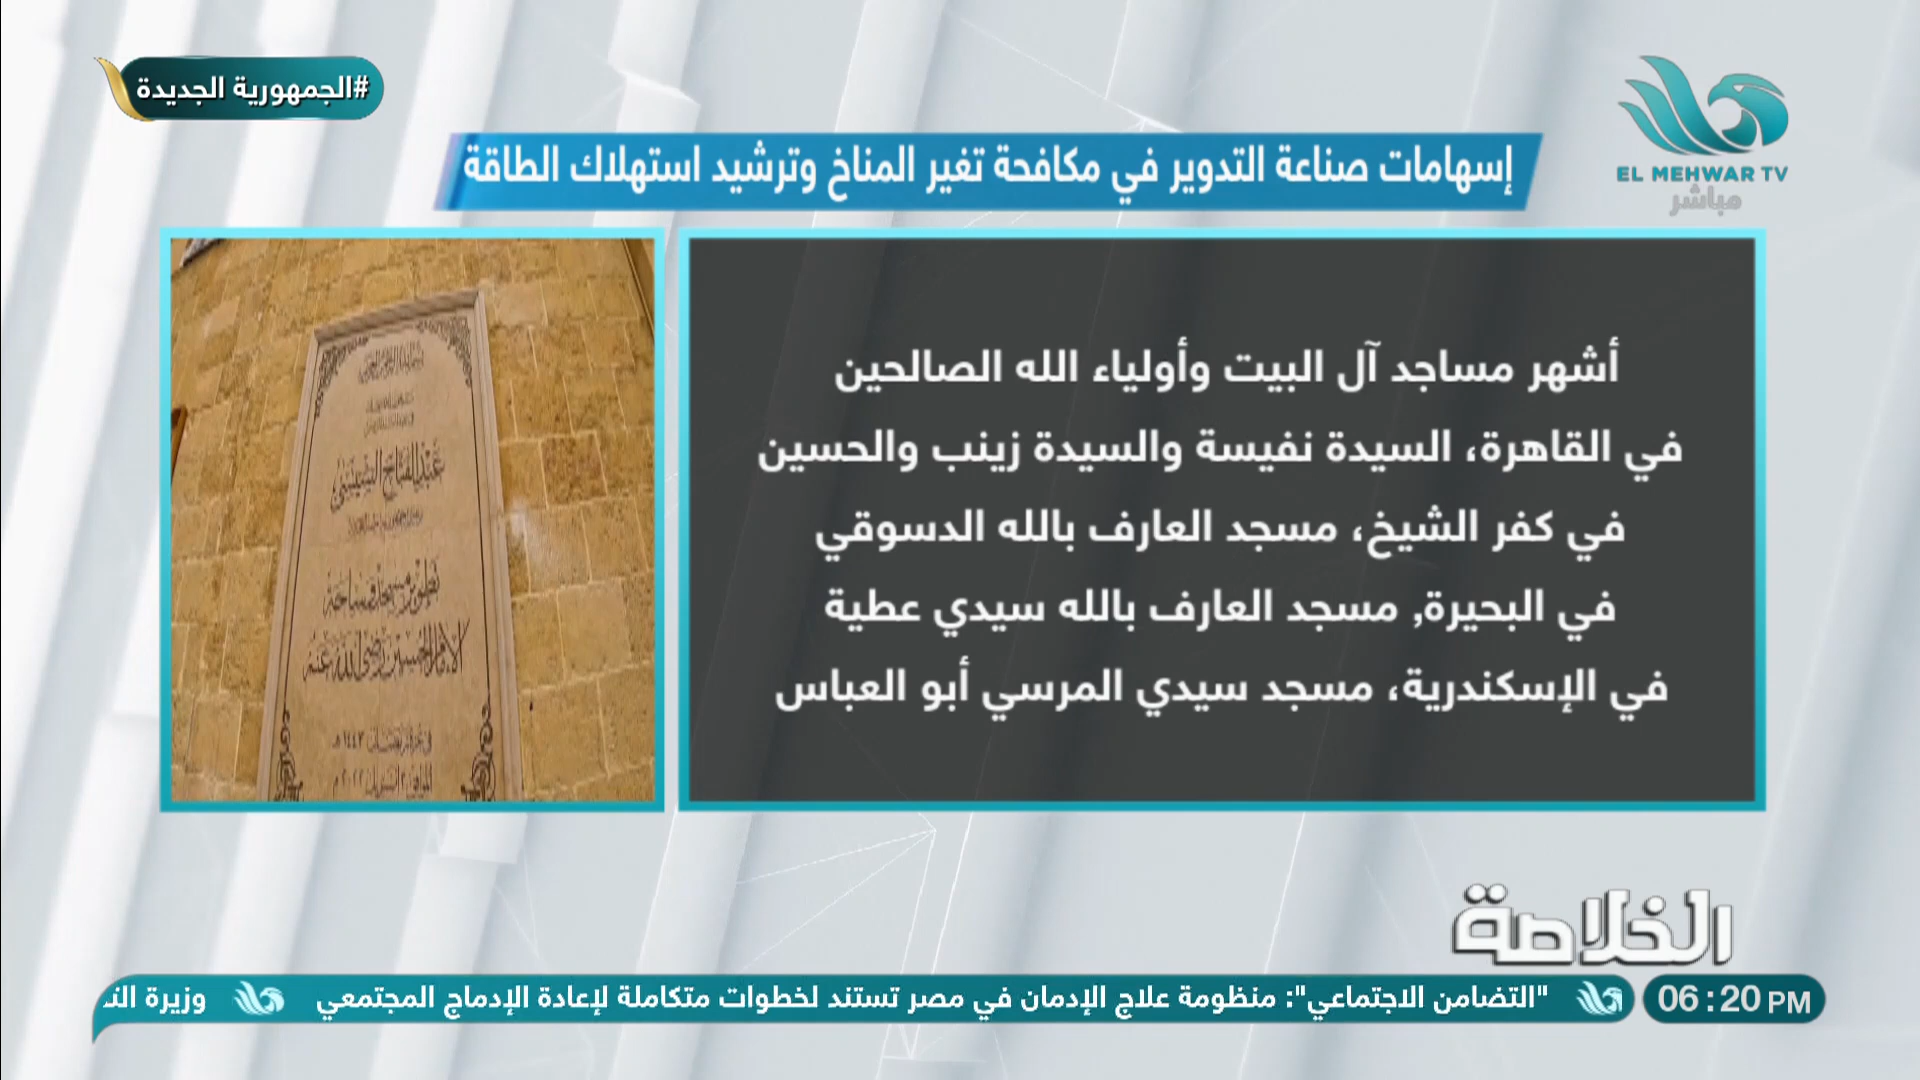 #الجمهورية الجديدة
EL MEHWAR TV
مباشر
إسهامات صناعة التدوير في مكافحة تغير المناخ وترشيد استهلاك الطاقة
أشهر مساجد آل البيت وأولياء الله الصالحين
في القاهرة، السيدة نفيسة والسيدة زينب والحسين
في كفر الشيخ، مسجد العارف بالله الدسوقي
في البحيرة, مسجد العارف بالله سيدي عطية
في الإسكندرية، مسجد سيدي المرسي أبو العباس
عبد الفتاح السيسي
تطوير مسجد وساحة
الإمام الحسين رضي الله عنه
الخلاصة
"التضامن الاجتماعي": منظومة علاج الإدمان في مصر تستند لخطوات متكاملة لإعادة الإدماج المجتمعي
وزيرة
06:20 PM